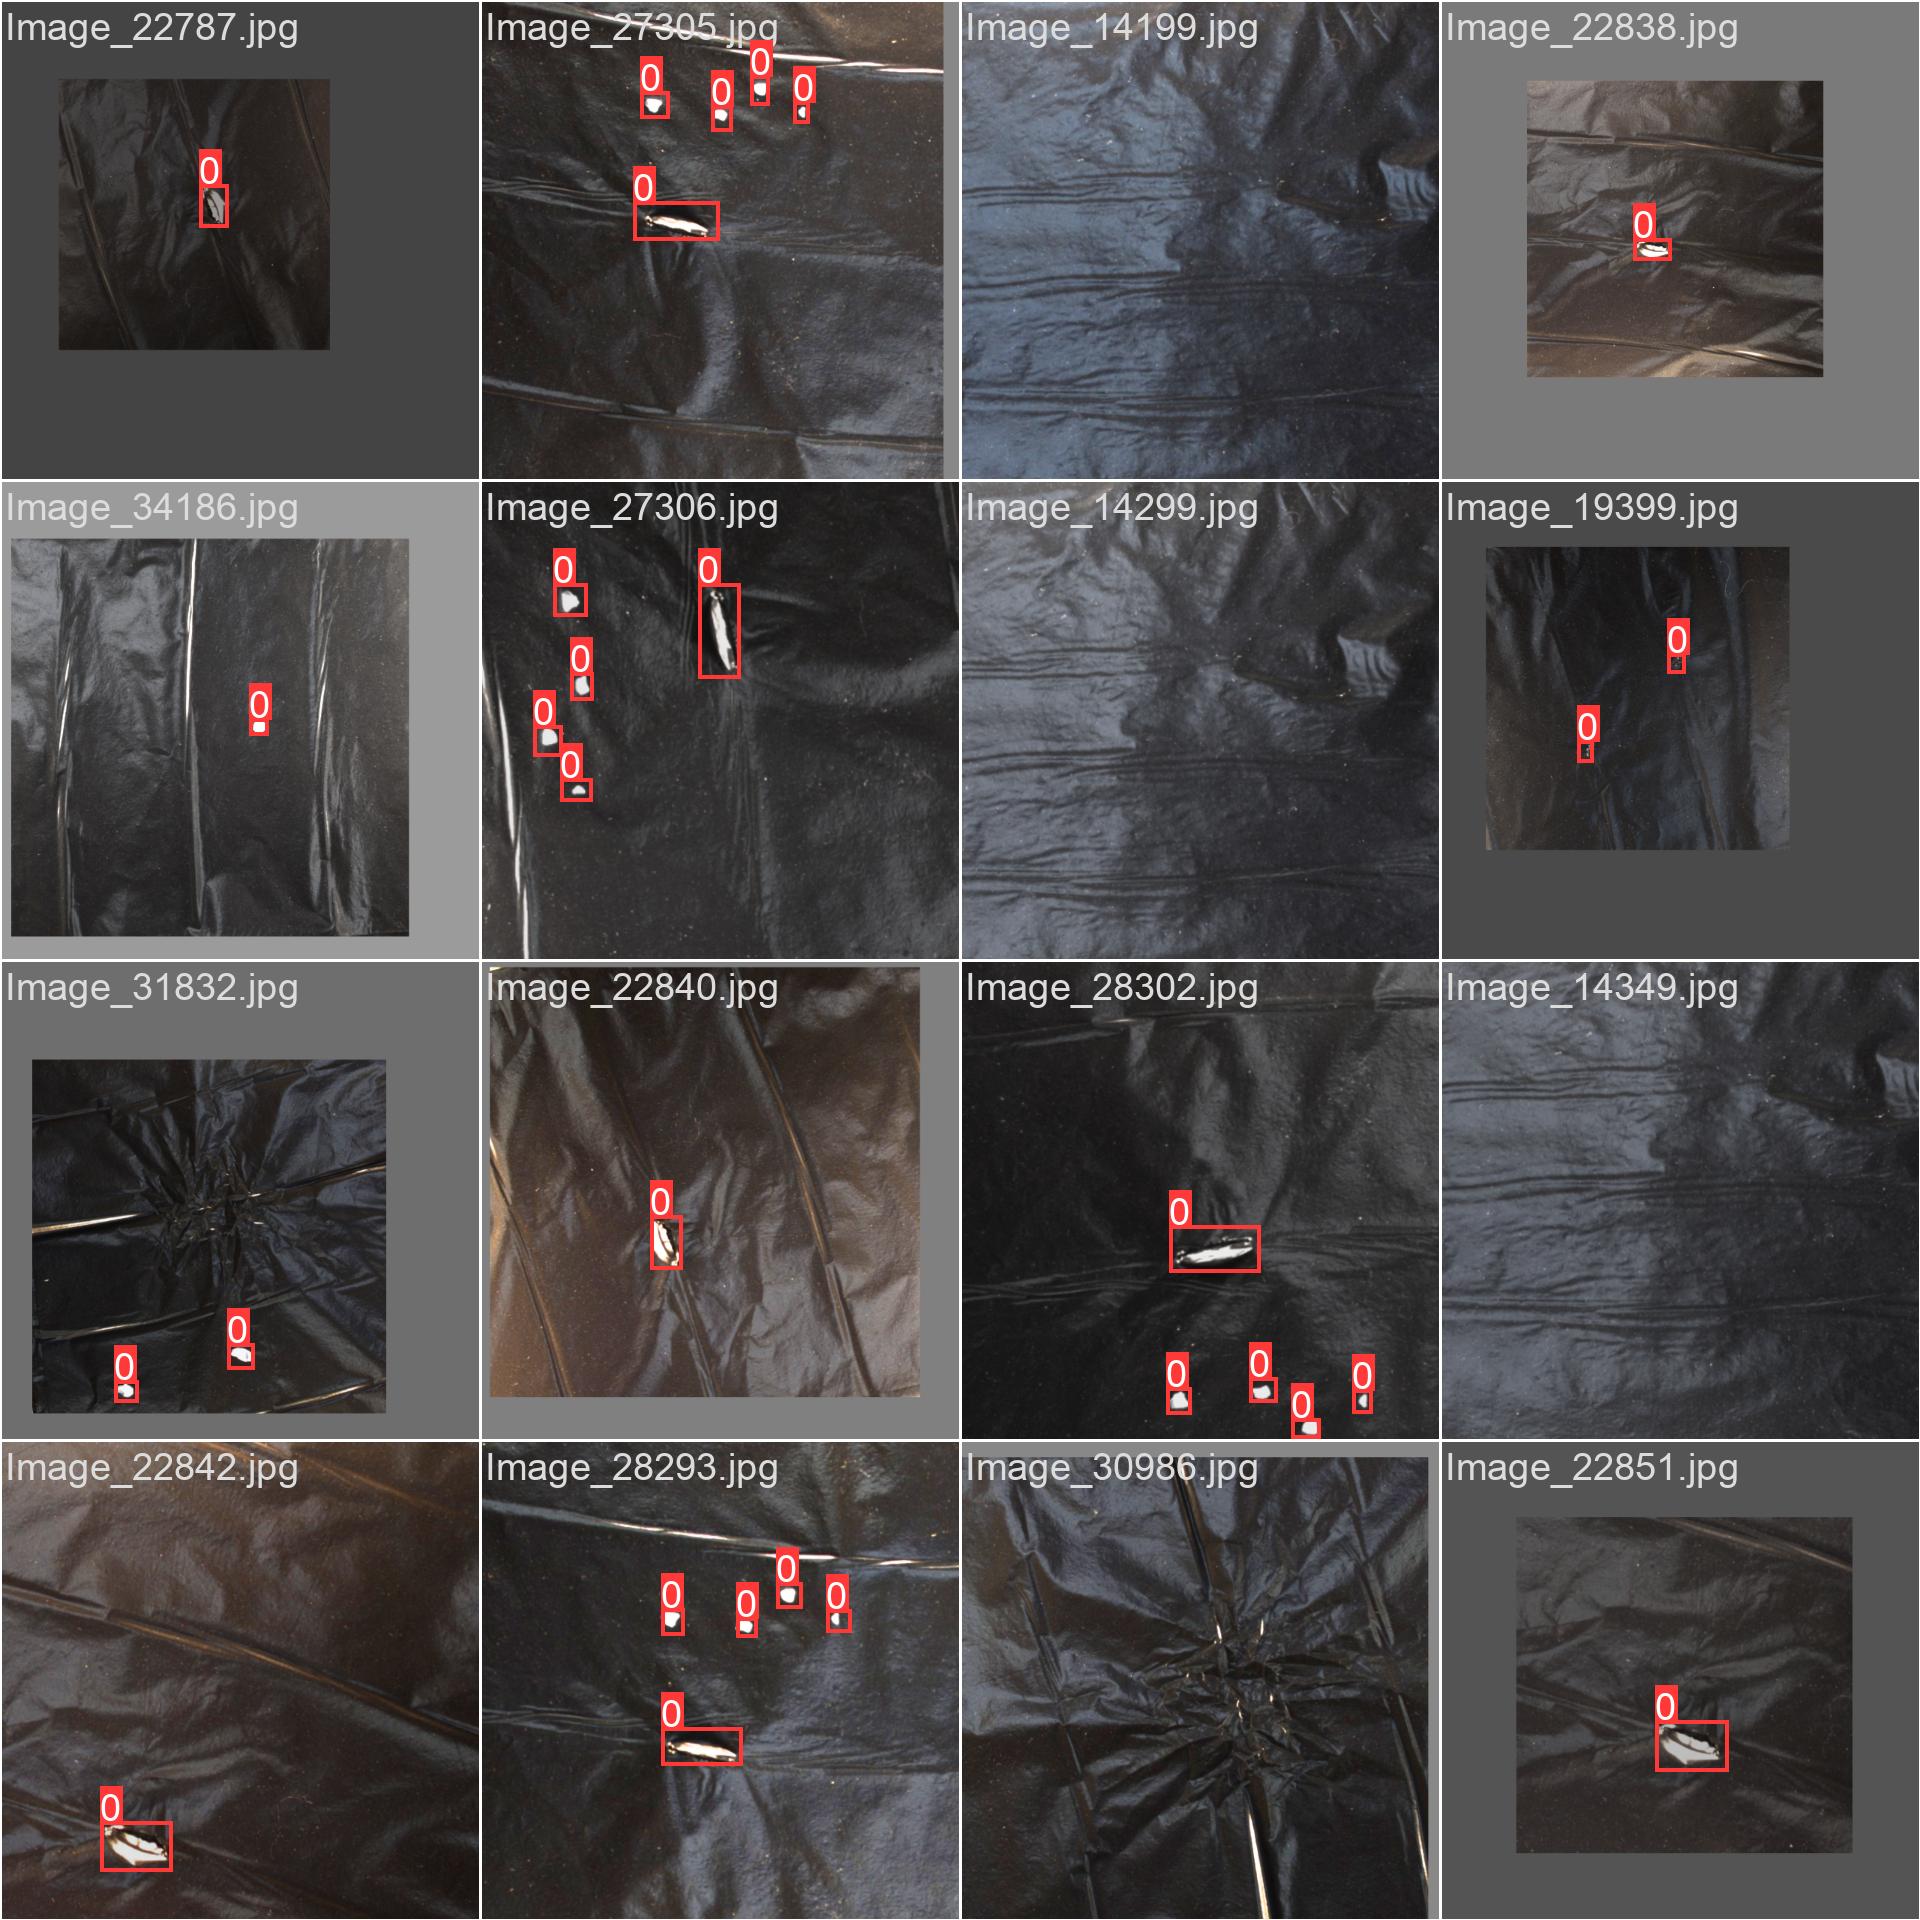 Image_22787.jpg
0
Image_27305.jpg
0
0
0
0
0
Image_14199.jpg
Image_22838.jpg
0
Image_34186.jpg
0
Image_27306.jpg
0
0
0
0
0
Image_14299.jpg
Image_19399.jpg
0
0
Image_31832.jpg
0
0
Image_22840.jpg
0
Image_28302.jpg
0
0
0
0
0
Image_14349.jpg
Image_22842.jpg
0
Image_28293.jpg
0
0
0
0
0
Image_30986.jpg
Image_22851.jpg
0